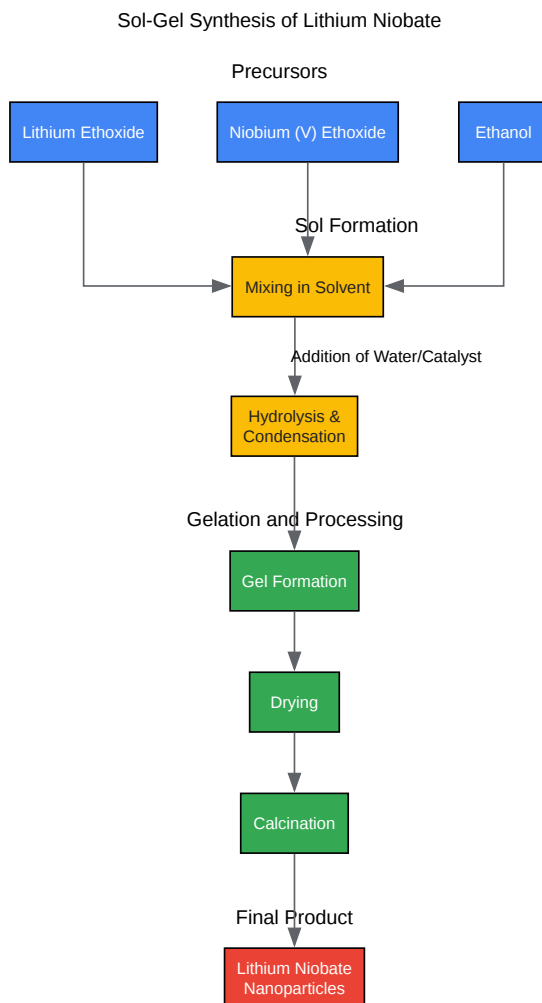 Sol-Gel Synthesis of Lithium Niobate
Precursors
Lithium Ethoxide
Niobium (V) Ethoxide
Ethanol
Sol Formation
Mixing in Solvent
Addition of Water/Catalyst
Hydrolysis &
Condensation
Gelation and Processing
Gel Formation
Drying
Calcination
Final Product
Lithium Niobate
Nanoparticles